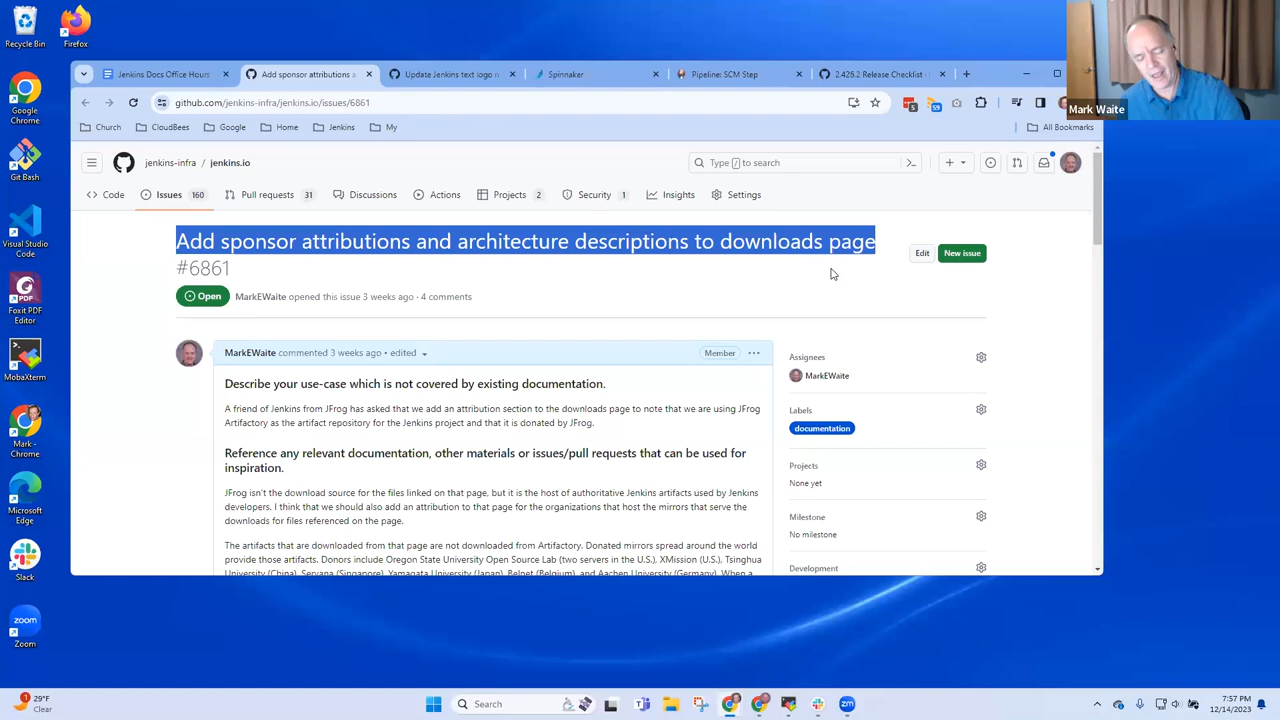 Recycle Bin
Firefox
Google Chrome
Git Bash
Visual Studio Code
Foxit PDF Editor
MobaXterm
Mark - Chrome
Microsoft Edge
Slack
zoom
Zoom
Mark Waite
Jenkins Docs Office Hours
Add sponsor attributions a
Update Jenkins text logo n
Spinnaker
Pipeline: SCM Step
2.426.2 Release Checklist ·
github.com/jenkins-infra/jenkins.io/issues/6861
Church
CloudBees
Google
Home
Jenkins
My
All Bookmarks
jenkins-infra / jenkins.io
Type / to search
Code
Issues 160
Pull requests 31
Discussions
Actions
Projects 2
Security 1
Insights
Settings
Add sponsor attributions and architecture descriptions to downloads page
#6861
Edit
New issue
Open
MarkEWaite opened this issue 3 weeks ago · 4 comments
MarkEWaite commented 3 weeks ago • edited
Member
Describe your use-case which is not covered by existing documentation.
A friend of Jenkins from JFrog has asked that we add an attribution section to the downloads page to note that we are using JFrog
Artifactory as the artifact repository for the Jenkins project and that it is donated by JFrog.
Reference any relevant documentation, other materials or issues/pull requests that can be used for
inspiration.
JFrog isn't the download source for the files linked on that page, but it is the host of authoritative Jenkins artifacts used by Jenkins
developers. I think that we should also add an attribution to that page for the organizations that host the mirrors that serve the
downloads for files referenced on the page.
The artifacts that are downloaded from that page are not downloaded from Artifactory. Donated mirrors spread around the world
provide those artifacts. Donors include Oregon State University Open Source Lab (two servers in the U.S.), XMission (U.S.), Tsinghua
University (China), Servana (Singapore), Yamagata University (Japan), Belnet (Belgium), and Aachen University (Germany). When a
Assignees
MarkEWaite
Labels
documentation
Projects
None yet
Milestone
No milestone
Development
29°F
Clear
Search
7:57 PM
12/14/2023